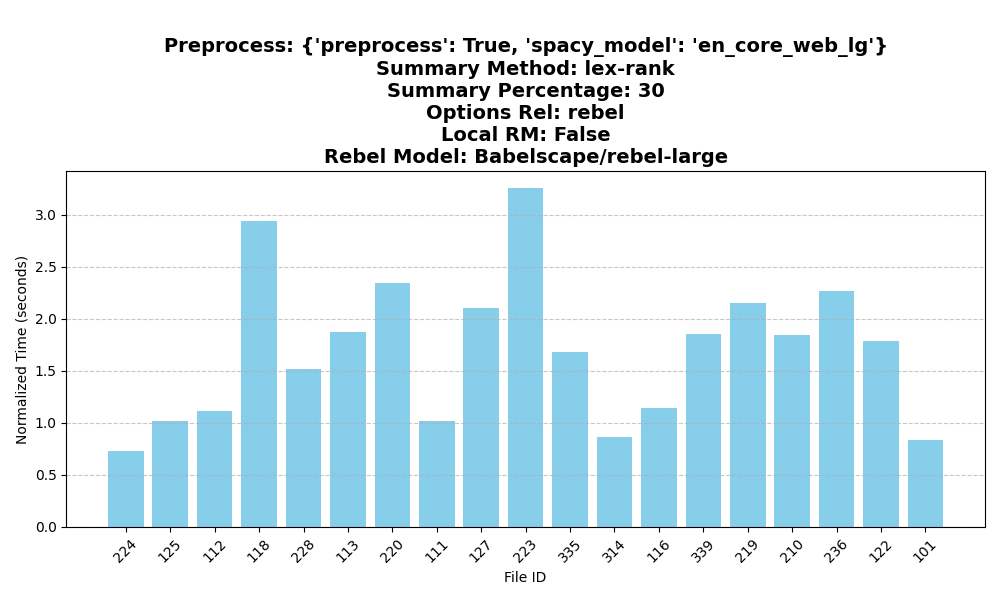 Preprocess: {'preprocess': True, 'spacy_model': 'en_core_web_lg'}
Summary Method: lex-rank
Summary Percentage: 30
Options Rel: rebel
Local RM: False
Rebel Model: Babelscape/rebel-large
Normalized Time (seconds)
3.0
2.5
2.0
1.5
1.0
0.5
0.0
224 125 112 118 228 113 220 111 127 223 335 314 116 339 219 210 236 122 101
File ID